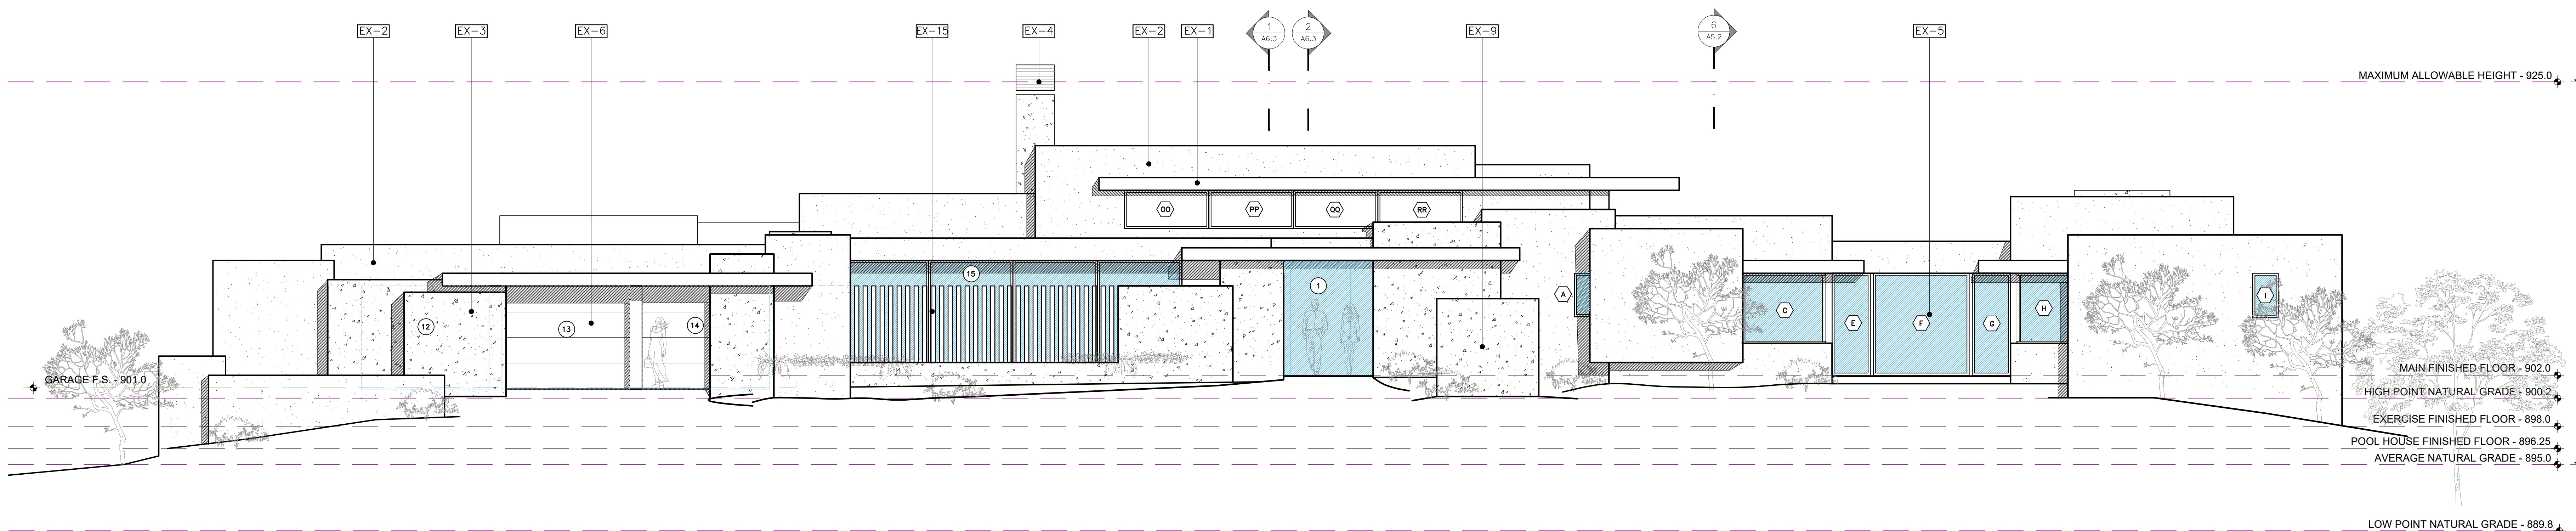 EX-2
EX-3
EX-6
EX-15
EX-4
EX-2
EX-1
1
A6.3
2
A6.3
EX-9
6
A5.2
EX-5
MAXIMUM ALLOWABLE HEIGHT - 925.0
OO
PP
QQ
RR
15
1
A
C
E
F
G
H
I
12
13
14
GARAGE F.S. - 901.0
MAIN FINISHED FLOOR - 902.0
HIGH POINT NATURAL GRADE - 900.2
EXERCISE FINISHED FLOOR - 898.0
POOL HOUSE FINISHED FLOOR - 896.25
AVERAGE NATURAL GRADE - 895.0
LOW POINT NATURAL GRADE - 889.8